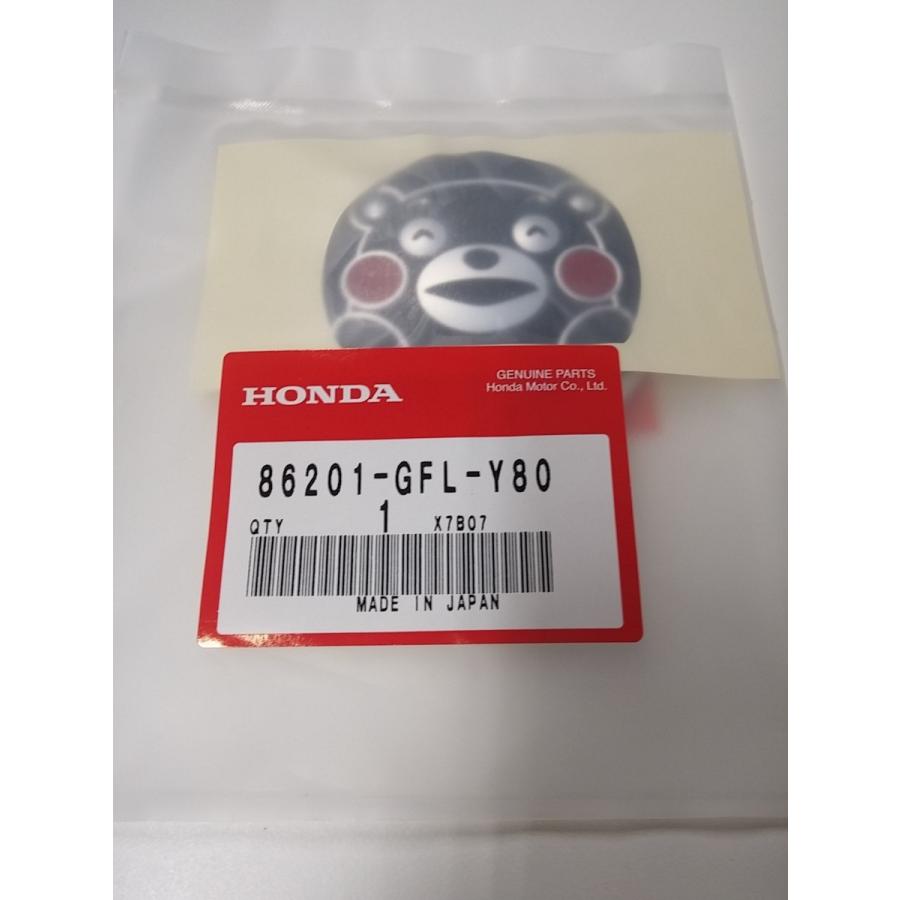 HONDA
GENUINE PARTS
Honda Motor Co., Ltd.
86201-GFL-Y80
QTY 1 X7B07
MADE IN JAPAN